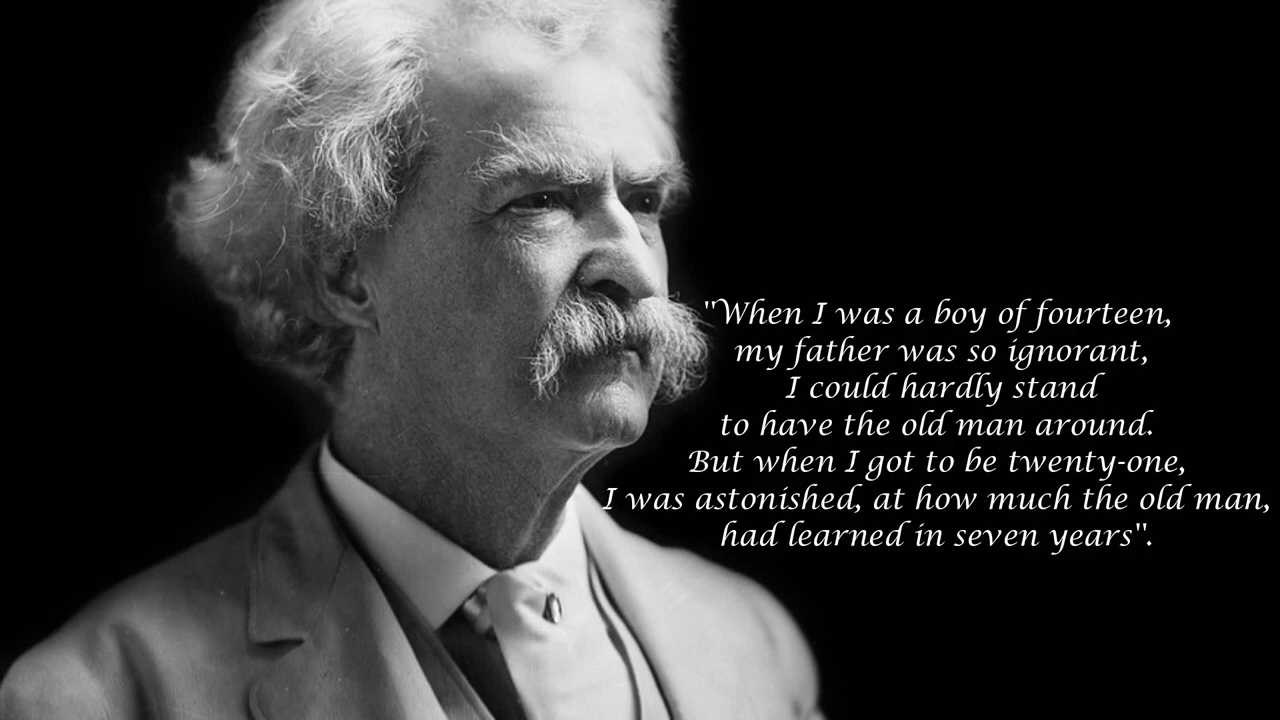 "When I was a boy of fourteen,
my father was so ignorant,
I could hardly stand
to have the old man around.
But when I got to be twenty-one,
I was astonished, at how much the old man,
had learned in seven years".